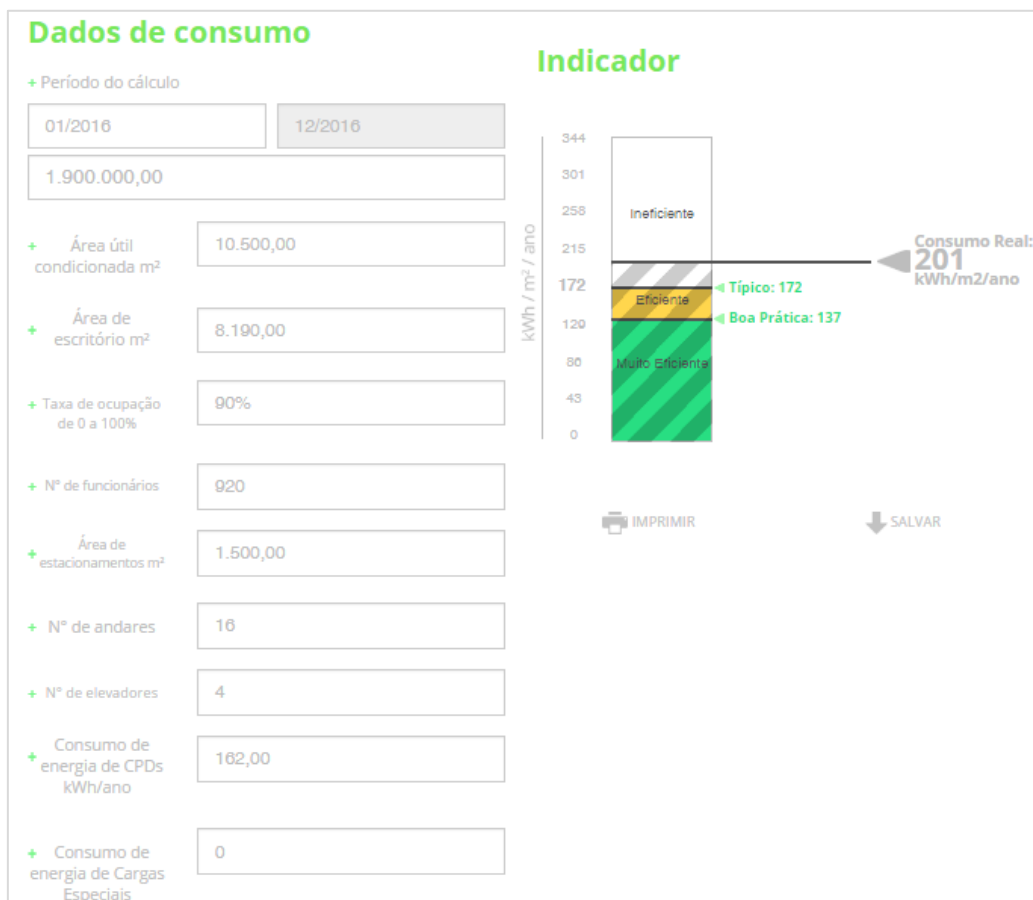 Dados de consumo
+ Período do cálculo
01/2016
12/2016
1.900.000,00
+ Área útil
condicionada m²
10.500,00
+ Área de
escritório m²
8.190,00
+ Taxa de ocupação
de 0 a 100%
90%
+ Nº de funcionários
920
+ Área de
estacionamentos m²
1.500,00
+ N° de andares
16
+ N° de elevadores
4
+ Consumo de
energia de CPDs
kWh/ano
162,00
+ Consumo de
energia de Cargas
Especiais
0
Indicador
kWh / m² / ano
344
301
258
215
172
129
86
43
0
Ineficiente
Eficiente
Muito Eficiente
Consumo Real:
201
kWh/m2/ano
Típico: 172
Boa Prática: 137
IMPRIMIR
SALVAR